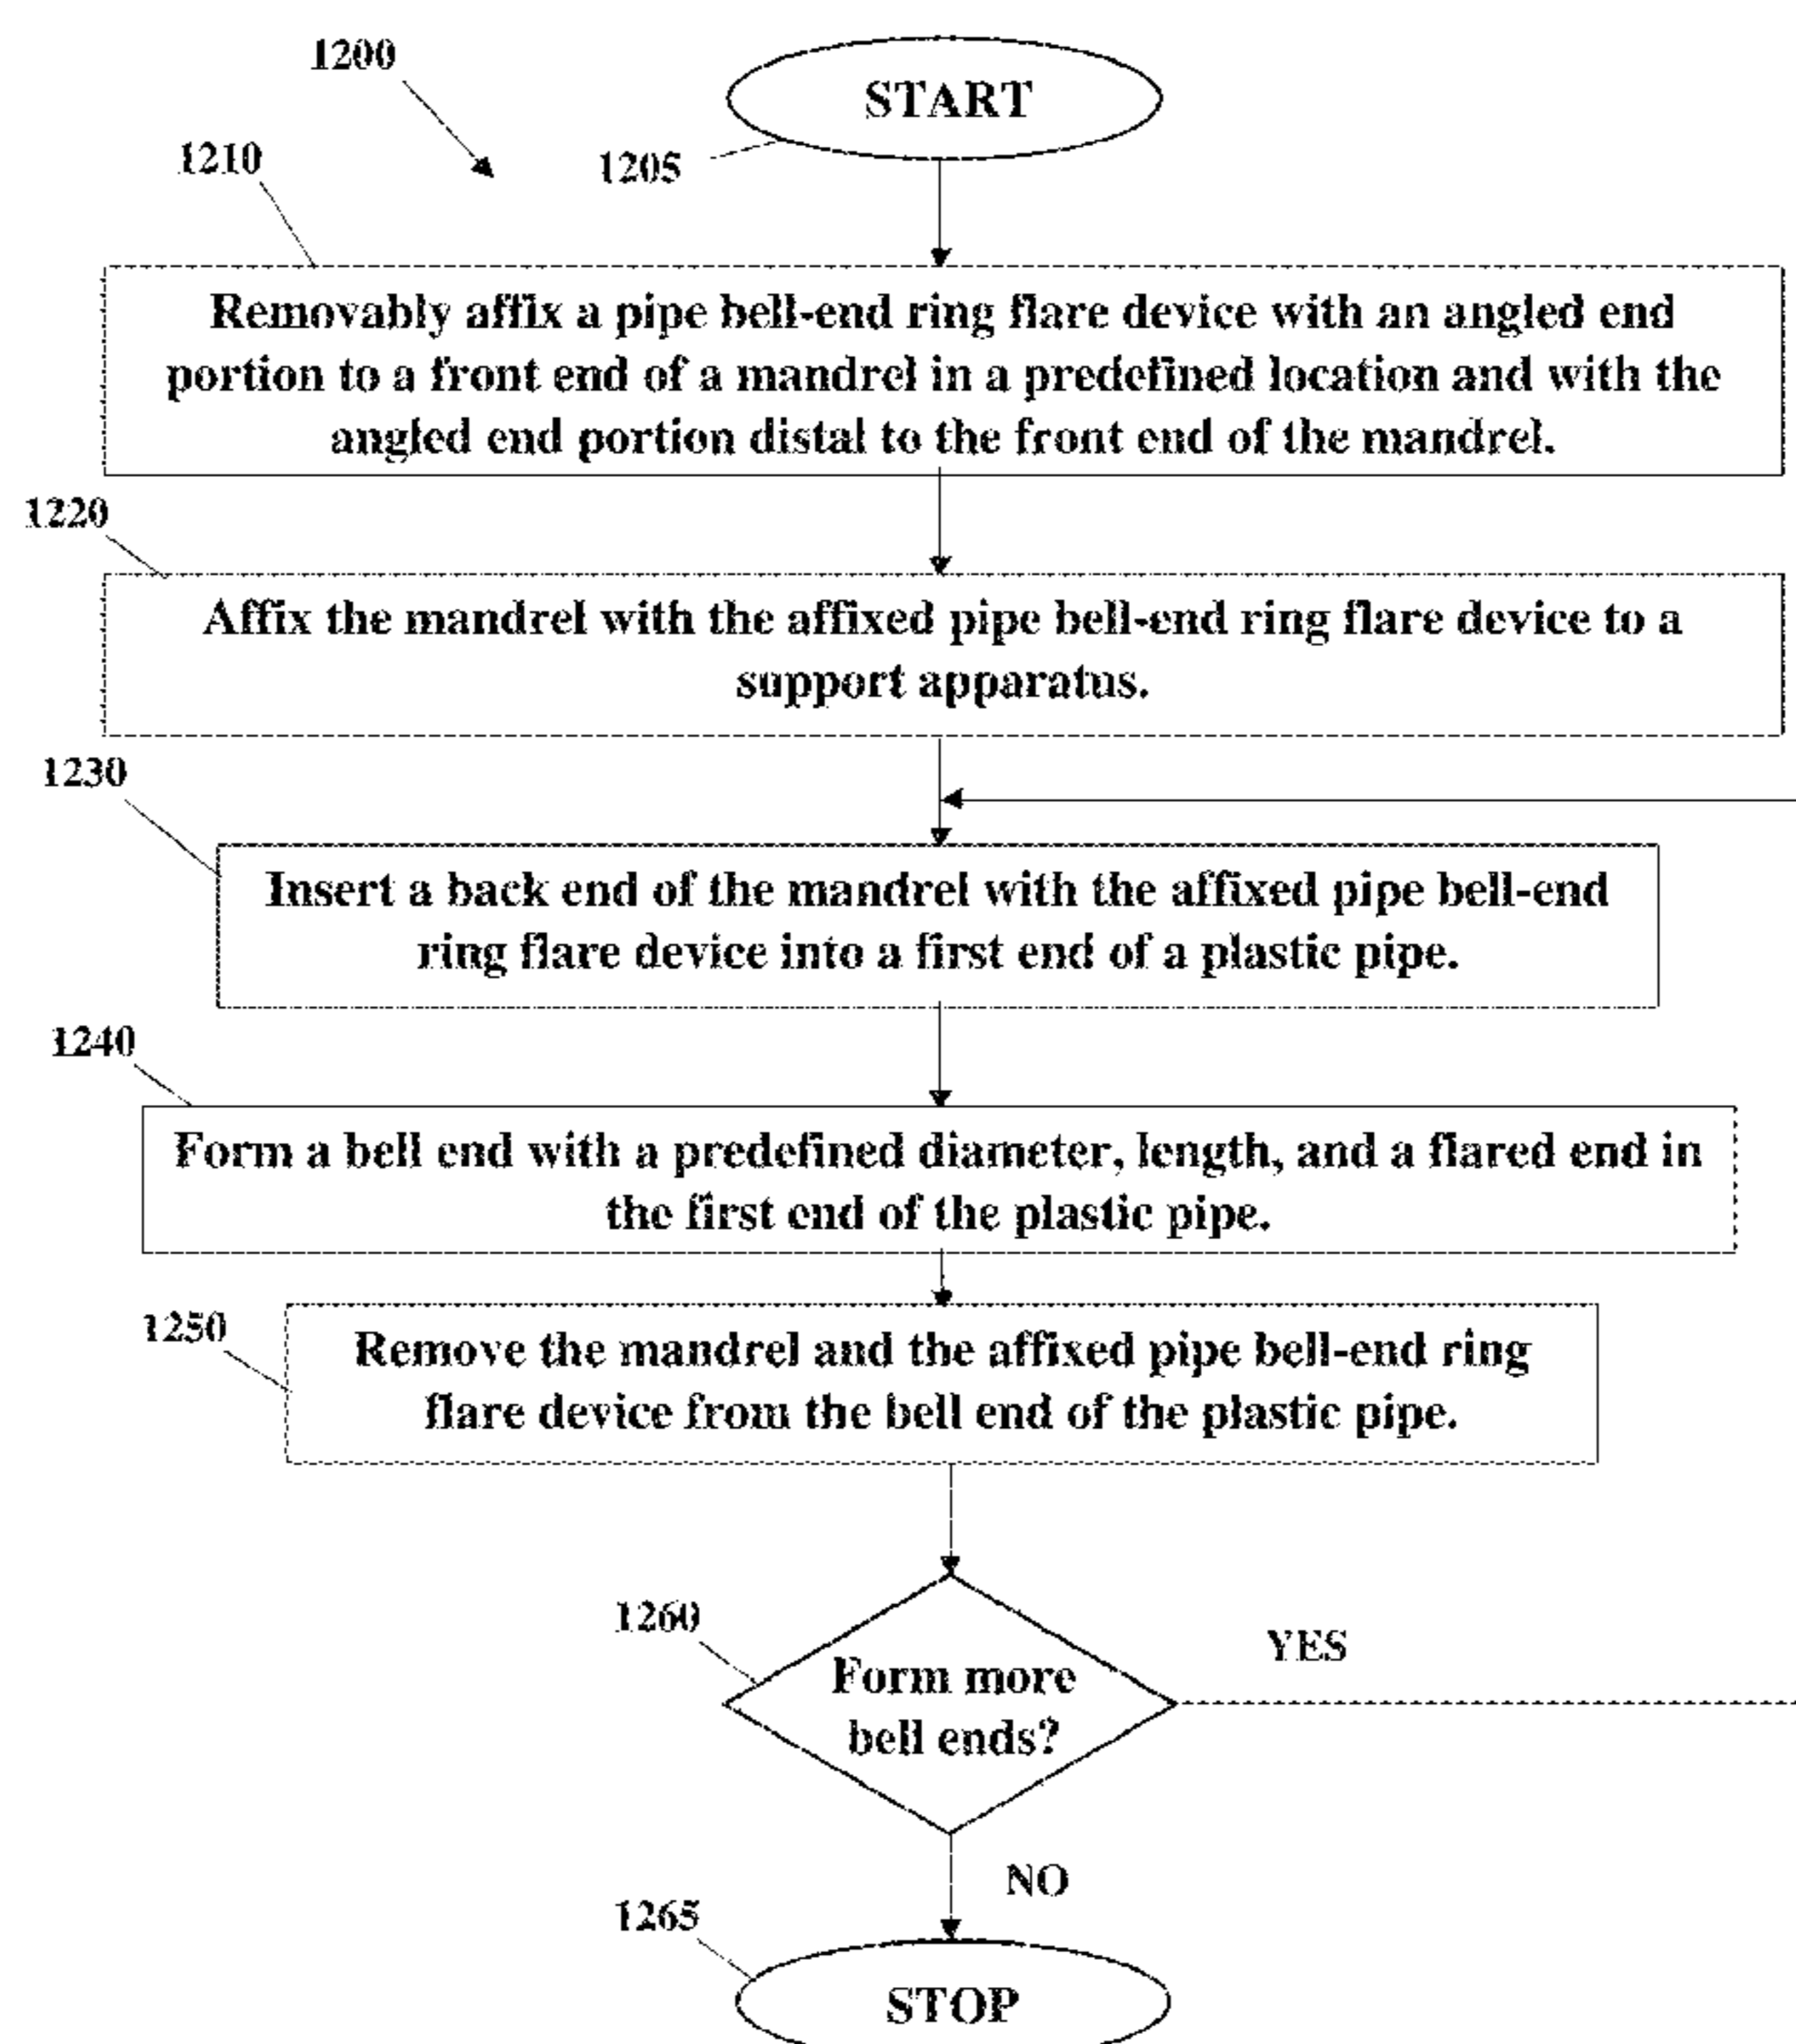 1200
START
1205
1210
Removably affix a pipe bell-end ring flare device with an angled end
portion to a front end of a mandrel in a predefined location and with the
angled end portion distal to the front end of the mandrel.
1220
Affix the mandrel with the affixed pipe bell-end ring flare device to a
support apparatus.
1230
Insert a back end of the mandrel with the affixed pipe bell-end
ring flare device into a first end of a plastic pipe.
1240
Form a bell end with a predefined diameter, length, and a flared end in
the first end of the plastic pipe.
1250
Remove the mandrel and the affixed pipe bell-end ring
flare device from the bell end of the plastic pipe.
1260
YES
Form more
bell ends?
NO
1265
STOP